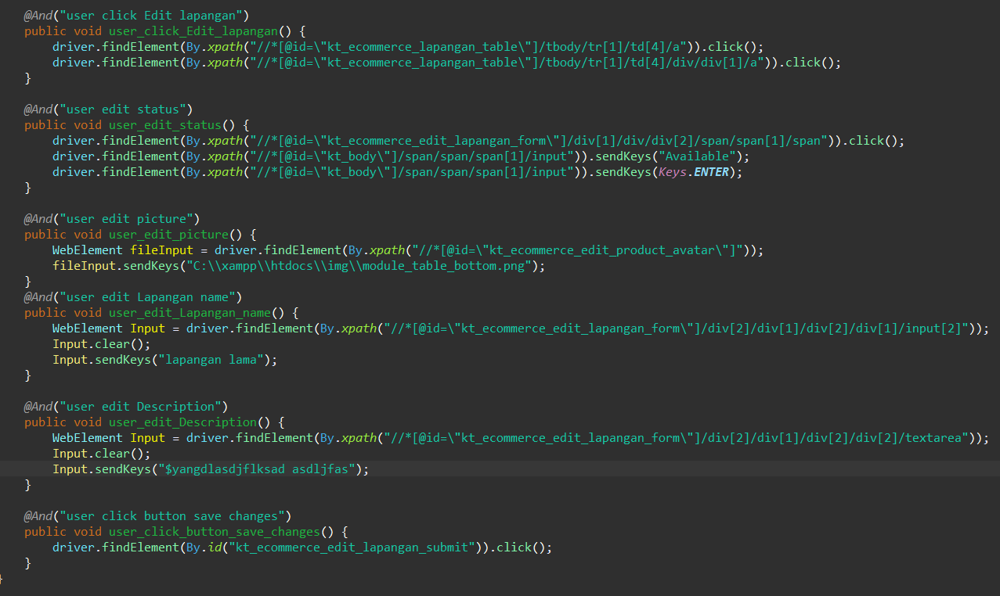 @And("user click Edit lapangan")
public void user_click_Edit_lapangan() {
driver.findElement(By.xpath("//*[@id=\"kt_ecommerce_lapangan_table\"]/tbody/tr[1]/td[4]/a")).click();
driver.findElement(By.xpath("//*[@id=\"kt_ecommerce_lapangan_table\"]/tbody/tr[1]/td[4]/div/div[1]/a")).click();
}
@And("user edit status")
public void user_edit_status() {
driver.findElement(By.xpath("//*[@id=\"kt_ecommerce_edit_lapangan_form\"]/div[1]/div/div[2]/span/span[1]/span")).click();
driver.findElement(By.xpath("//*[@id=\"kt_body\"]/span/span/span[1]/input")).sendKeys("Available");
driver.findElement(By.xpath("//*[@id=\"kt_body\"]/span/span/span[1]/input")).sendKeys(Keys.ENTER);
}
@And("user edit picture")
public void user_edit_picture() {
WebElement fileInput = driver.findElement(By.xpath("//*[@id=\"kt_ecommerce_edit_product_avatar\"]"));
fileInput.sendKeys("C:\\xampp\\htdocs\\img\\module_table_bottom.png");
}
@And("user edit Lapangan name")
public void user_edit_Lapangan_name() {
WebElement Input = driver.findElement(By.xpath("//*[@id=\"kt_ecommerce_edit_lapangan_form\"]/div[2]/div[1]/div[2]/div[1]/input[2]"));
Input.clear();
Input.sendKeys("lapangan lama");
}
@And("user edit Description")
public void user_edit_Description() {
WebElement Input = driver.findElement(By.xpath("//*[@id=\"kt_ecommerce_edit_lapangan_form\"]/div[2]/div[1]/div[2]/div[2]/textarea"));
Input.clear();
Input.sendKeys("$yangdlasdjflksad asdljfas");
}
@And("user click button save changes")
public void user_click_button_save_changes() {
driver.findElement(By.id("kt_ecommerce_edit_lapangan_submit")).click();
}
}